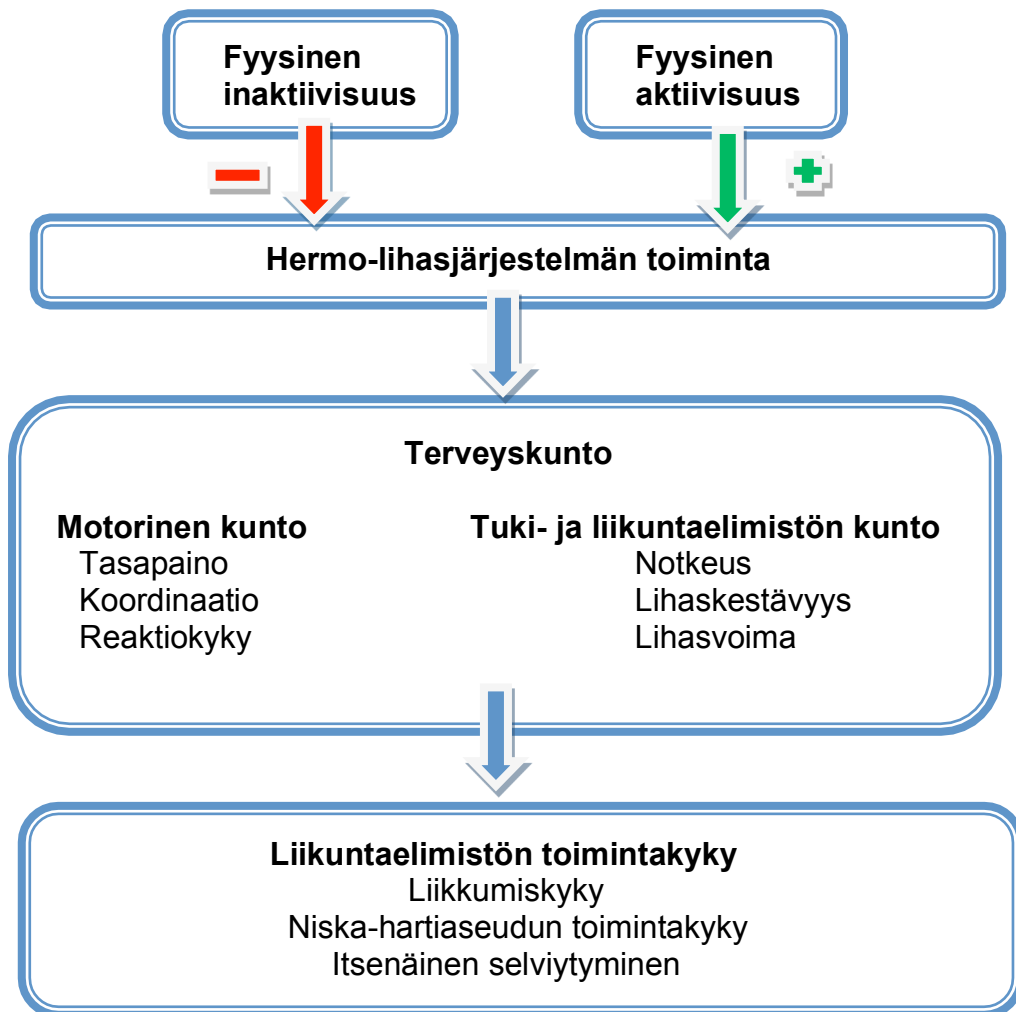 Fyysinen
inaktiivisuus
Fyysinen
aktiivisuus
Hermo-lihasjärjestelmän toiminta
Terveyskunto
Motorinen kunto
Tasapaino
Koordinaatio
Reaktiokyky
Tuki- ja liikuntaelimistön kunto
Notkeus
Lihaskestävyys
Lihasvoima
Liikuntaelimistön toimintakyky
Liikkumiskyky
Niska-hartiaseudun toimintakyky
Itsenäinen selviytyminen